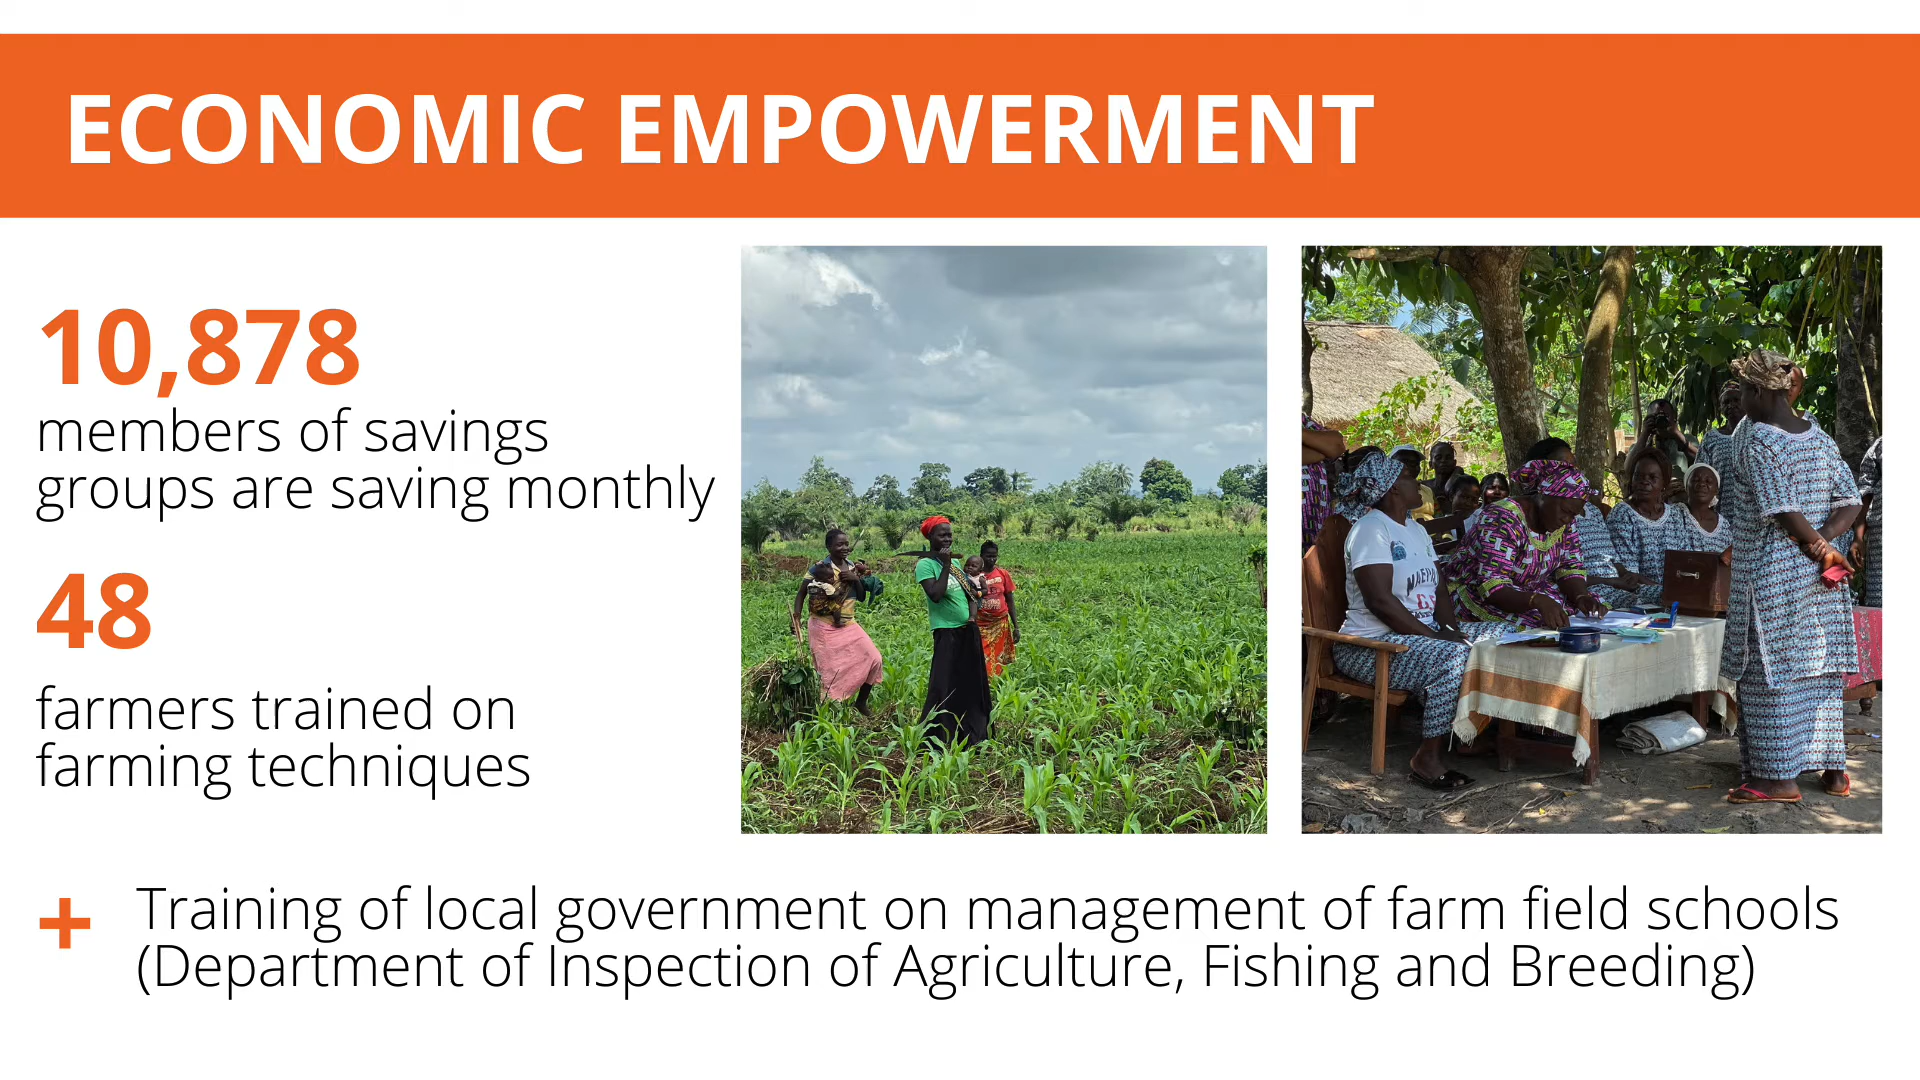 ECONOMIC EMPOWERMENT
10,878
members of savings
groups are saving monthly
48
farmers trained on
farming techniques
+ Training of local government on management of farm field schools
(Department of Inspection of Agriculture, Fishing and Breeding)